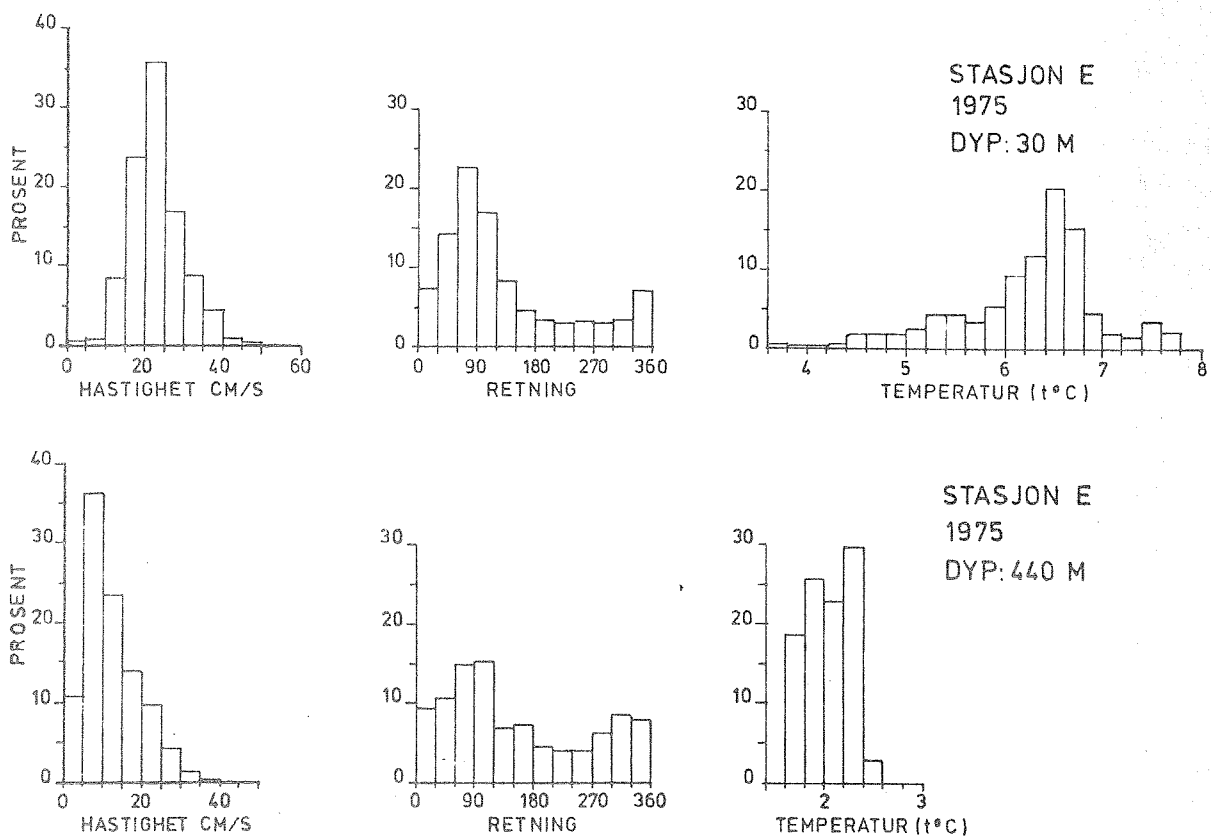 40
30
20
10
0
PROSENT
0 20 40 60
HASTIGHET CM/S
30
20
10
0
0 90 180 270 360
RETNING
30
20
10
0
4 5 6 7 8
TEMPERATUR (t°C)
STASJON E
1975
DYP: 30 M
40
30
20
10
0
PROSENT
0 20 40
HASTIGHET CM/S
30
20
10
0
0 90 180 270 360
RETNING
30
20
10
0
2 3
TEMPERATUR (t°C)
STASJON E
1975
DYP: 440 M